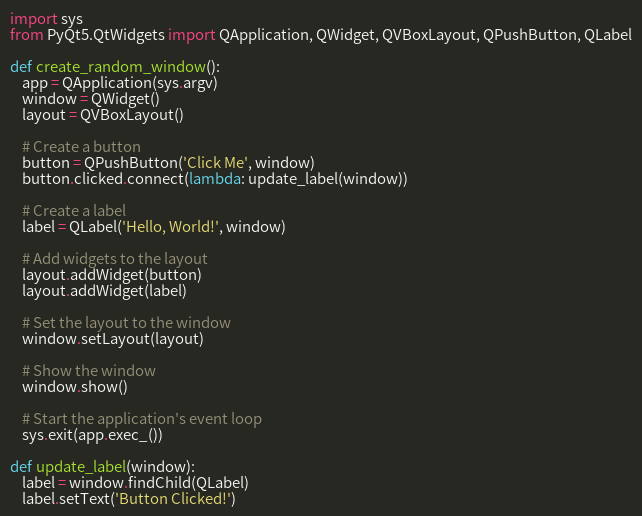 import sys
from PyQt5.QtWidgets import QApplication, QWidget, QVBoxLayout, QPushButton, QLabel

def create_random_window():
    app = QApplication(sys.argv)
    window = QWidget()
    layout = QVBoxLayout()

    # Create a button
    button = QPushButton('Click Me', window)
    button.clicked.connect(lambda: update_label(window))

    # Create a label
    label = QLabel('Hello, World!', window)

    # Add widgets to the layout
    layout.addWidget(button)
    layout.addWidget(label)

    # Set the layout to the window
    window.setLayout(layout)

    # Show the window
    window.show()

    # Start the application's event loop
    sys.exit(app.exec_())

def update_label(window):
    label = window.findChild(QLabel)
    label.setText('Button Clicked!')